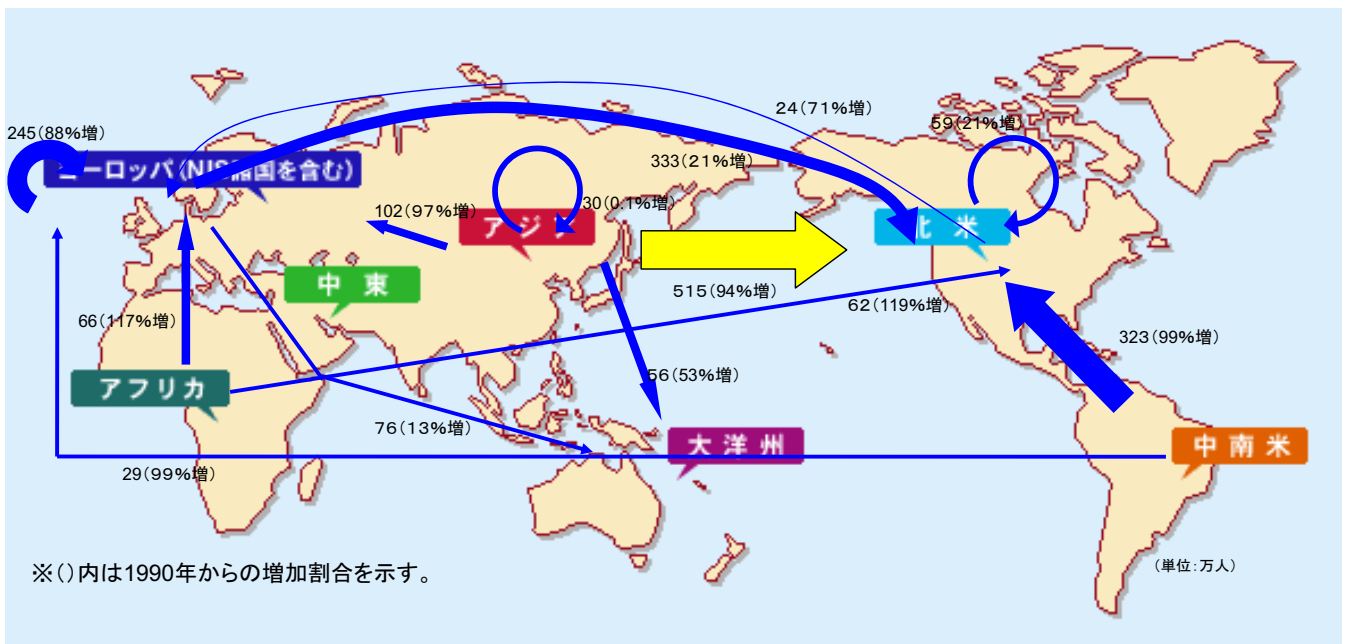 24(71%増)
245(88%増)
59(21%増)
ヨーロッパ(NIS諸国を含む)
333(21%増)
102(97%増)
30(0.1%増)
アジア
北米
中東
515(94%増)
62(119%増)
66(117%増)
323(99%増)
アフリカ
56(53%増)
76(13%増)
大洋州
中南米
29(99%増)
※()内は1990年からの増加割合を示す。
(単位:万人)